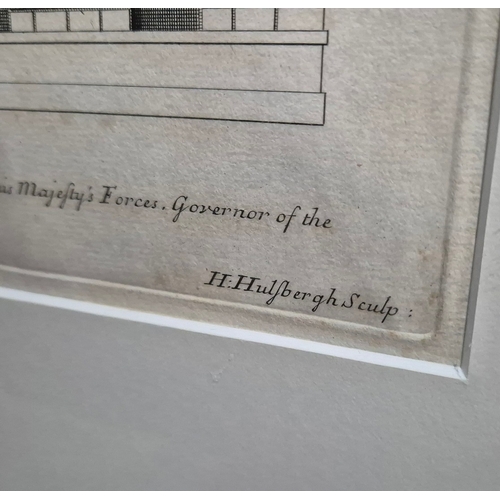 Majeſty's Forces. Governor of the
H: Hulſbergh Sculp: